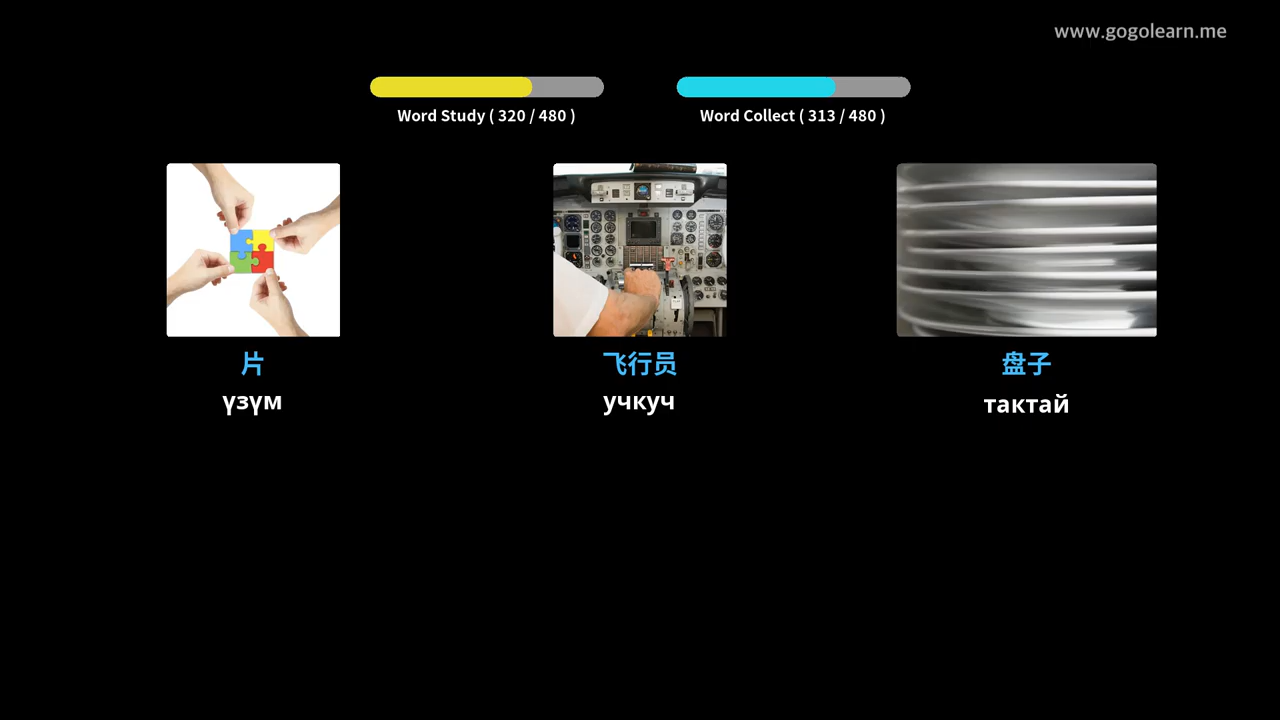 www.gogolearn.me
Word Study ( 320 / 480 )
Word Collect ( 313 / 480 )
片
үзүм
飞行员
учкуч
盘子
тактай